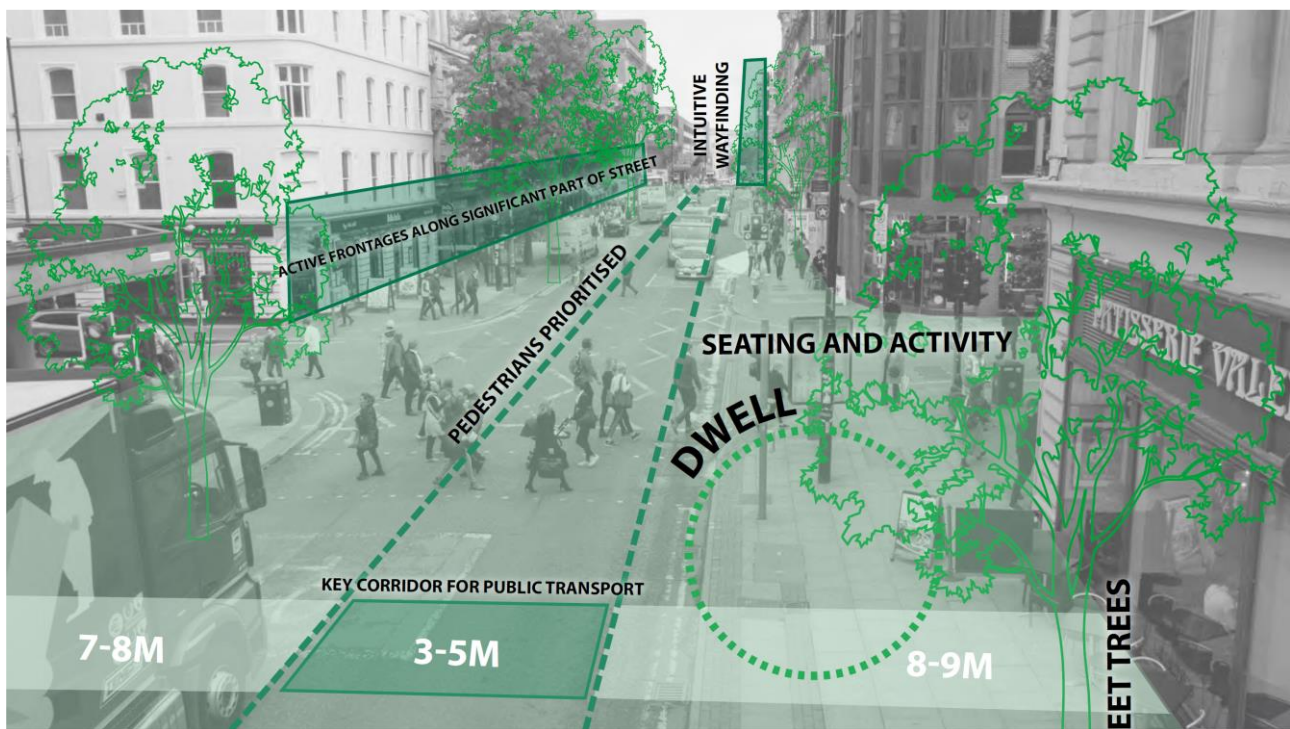 INTUITIVE
WAYFINDING
ACTIVE FRONTAGES ALONG SIGNIFICANT PART OF STREET
PEDESTRIANS PRIORITISED
SEATING AND ACTIVITY
PATISSERIE VALE
DWELL
KEY CORRIDOR FOR PUBLIC TRANSPORT
7-8M
3-5M
8-9M
EET TREES